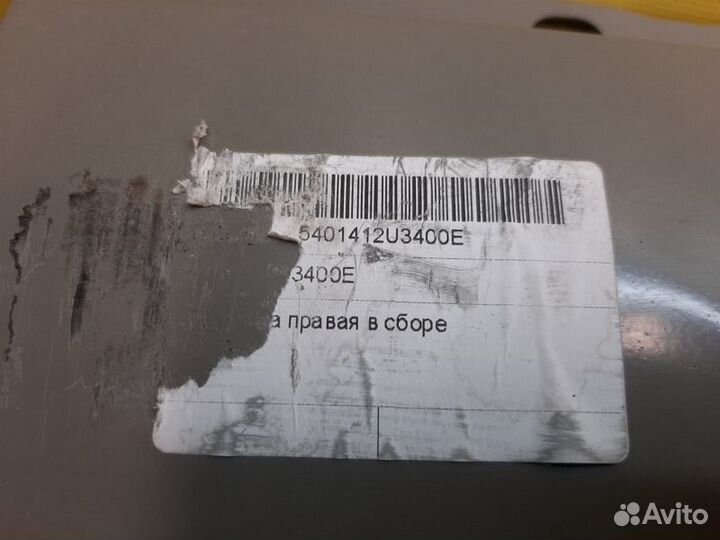 5401412U3400E
3400E
а правая в сборе
Avito